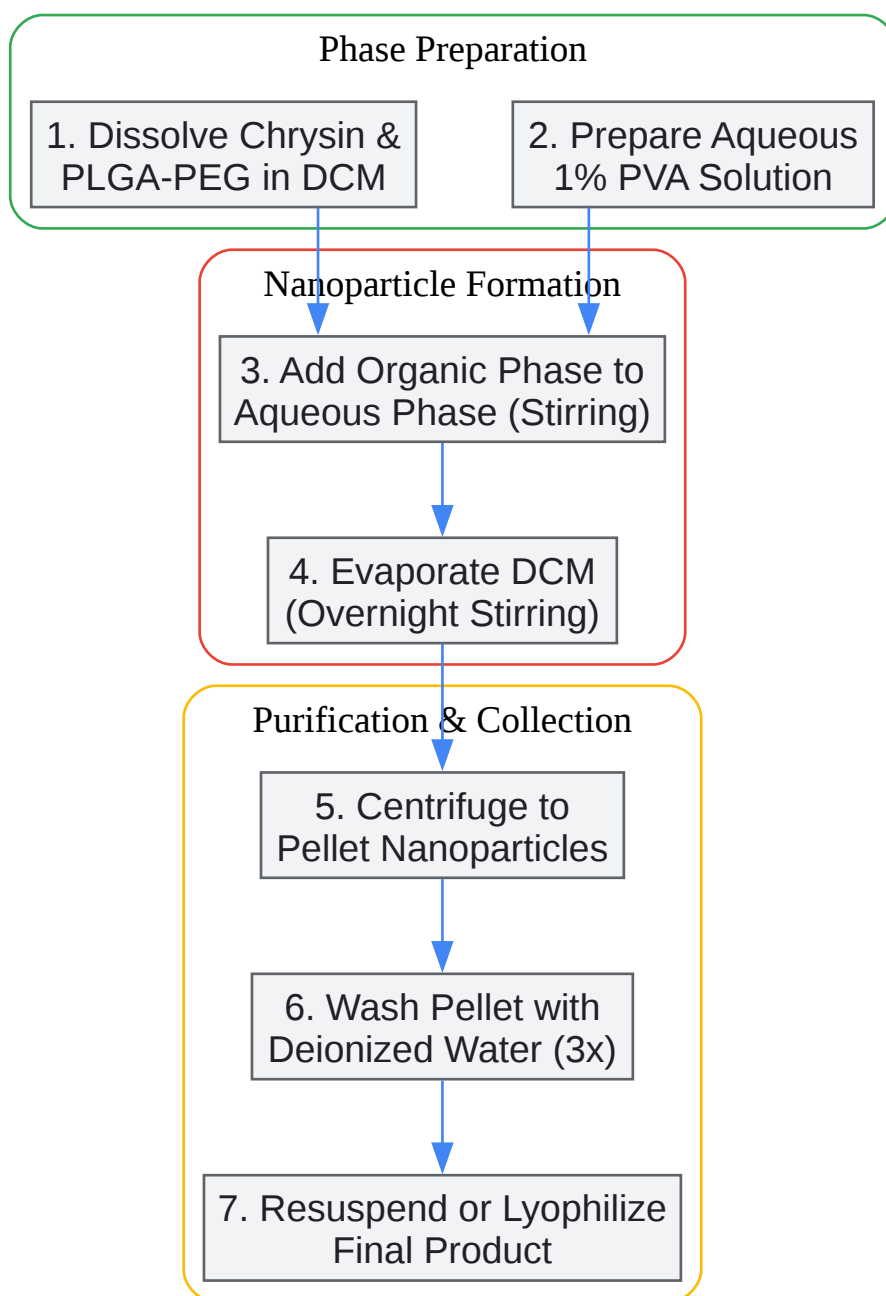 Phase Preparation
1. Dissolve Chrysin &
PLGA-PEG in DCM
2. Prepare Aqueous
1% PVA Solution
Nanoparticle Formation
3. Add Organic Phase to
Aqueous Phase (Stirring)
4. Evaporate DCM
(Overnight Stirring)
Purification & Collection
5. Centrifuge to
Pellet Nanoparticles
6. Wash Pellet with
Deionized Water (3x)
7. Resuspend or Lyophilize
Final Product